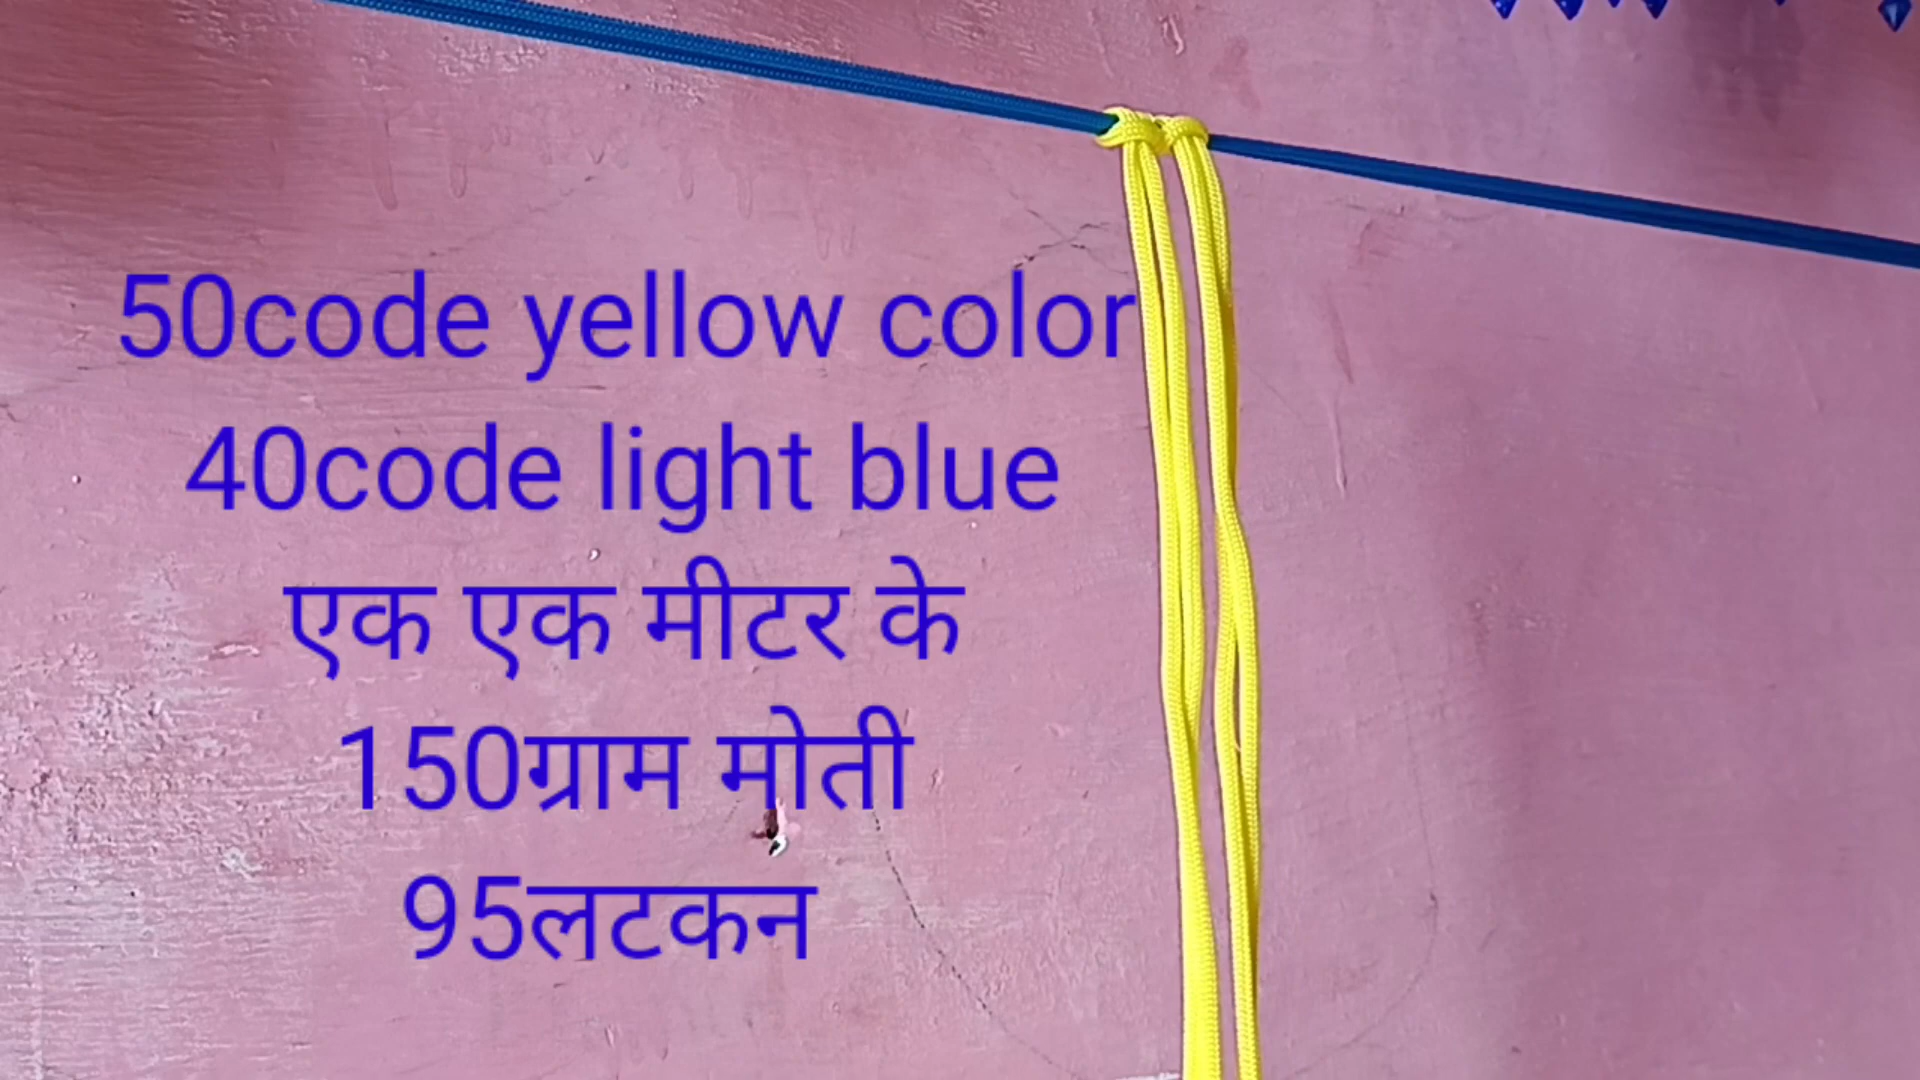 50code yellow color
40code light blue
एक एक मीटर के
150ग्राम मोती
95लटकन